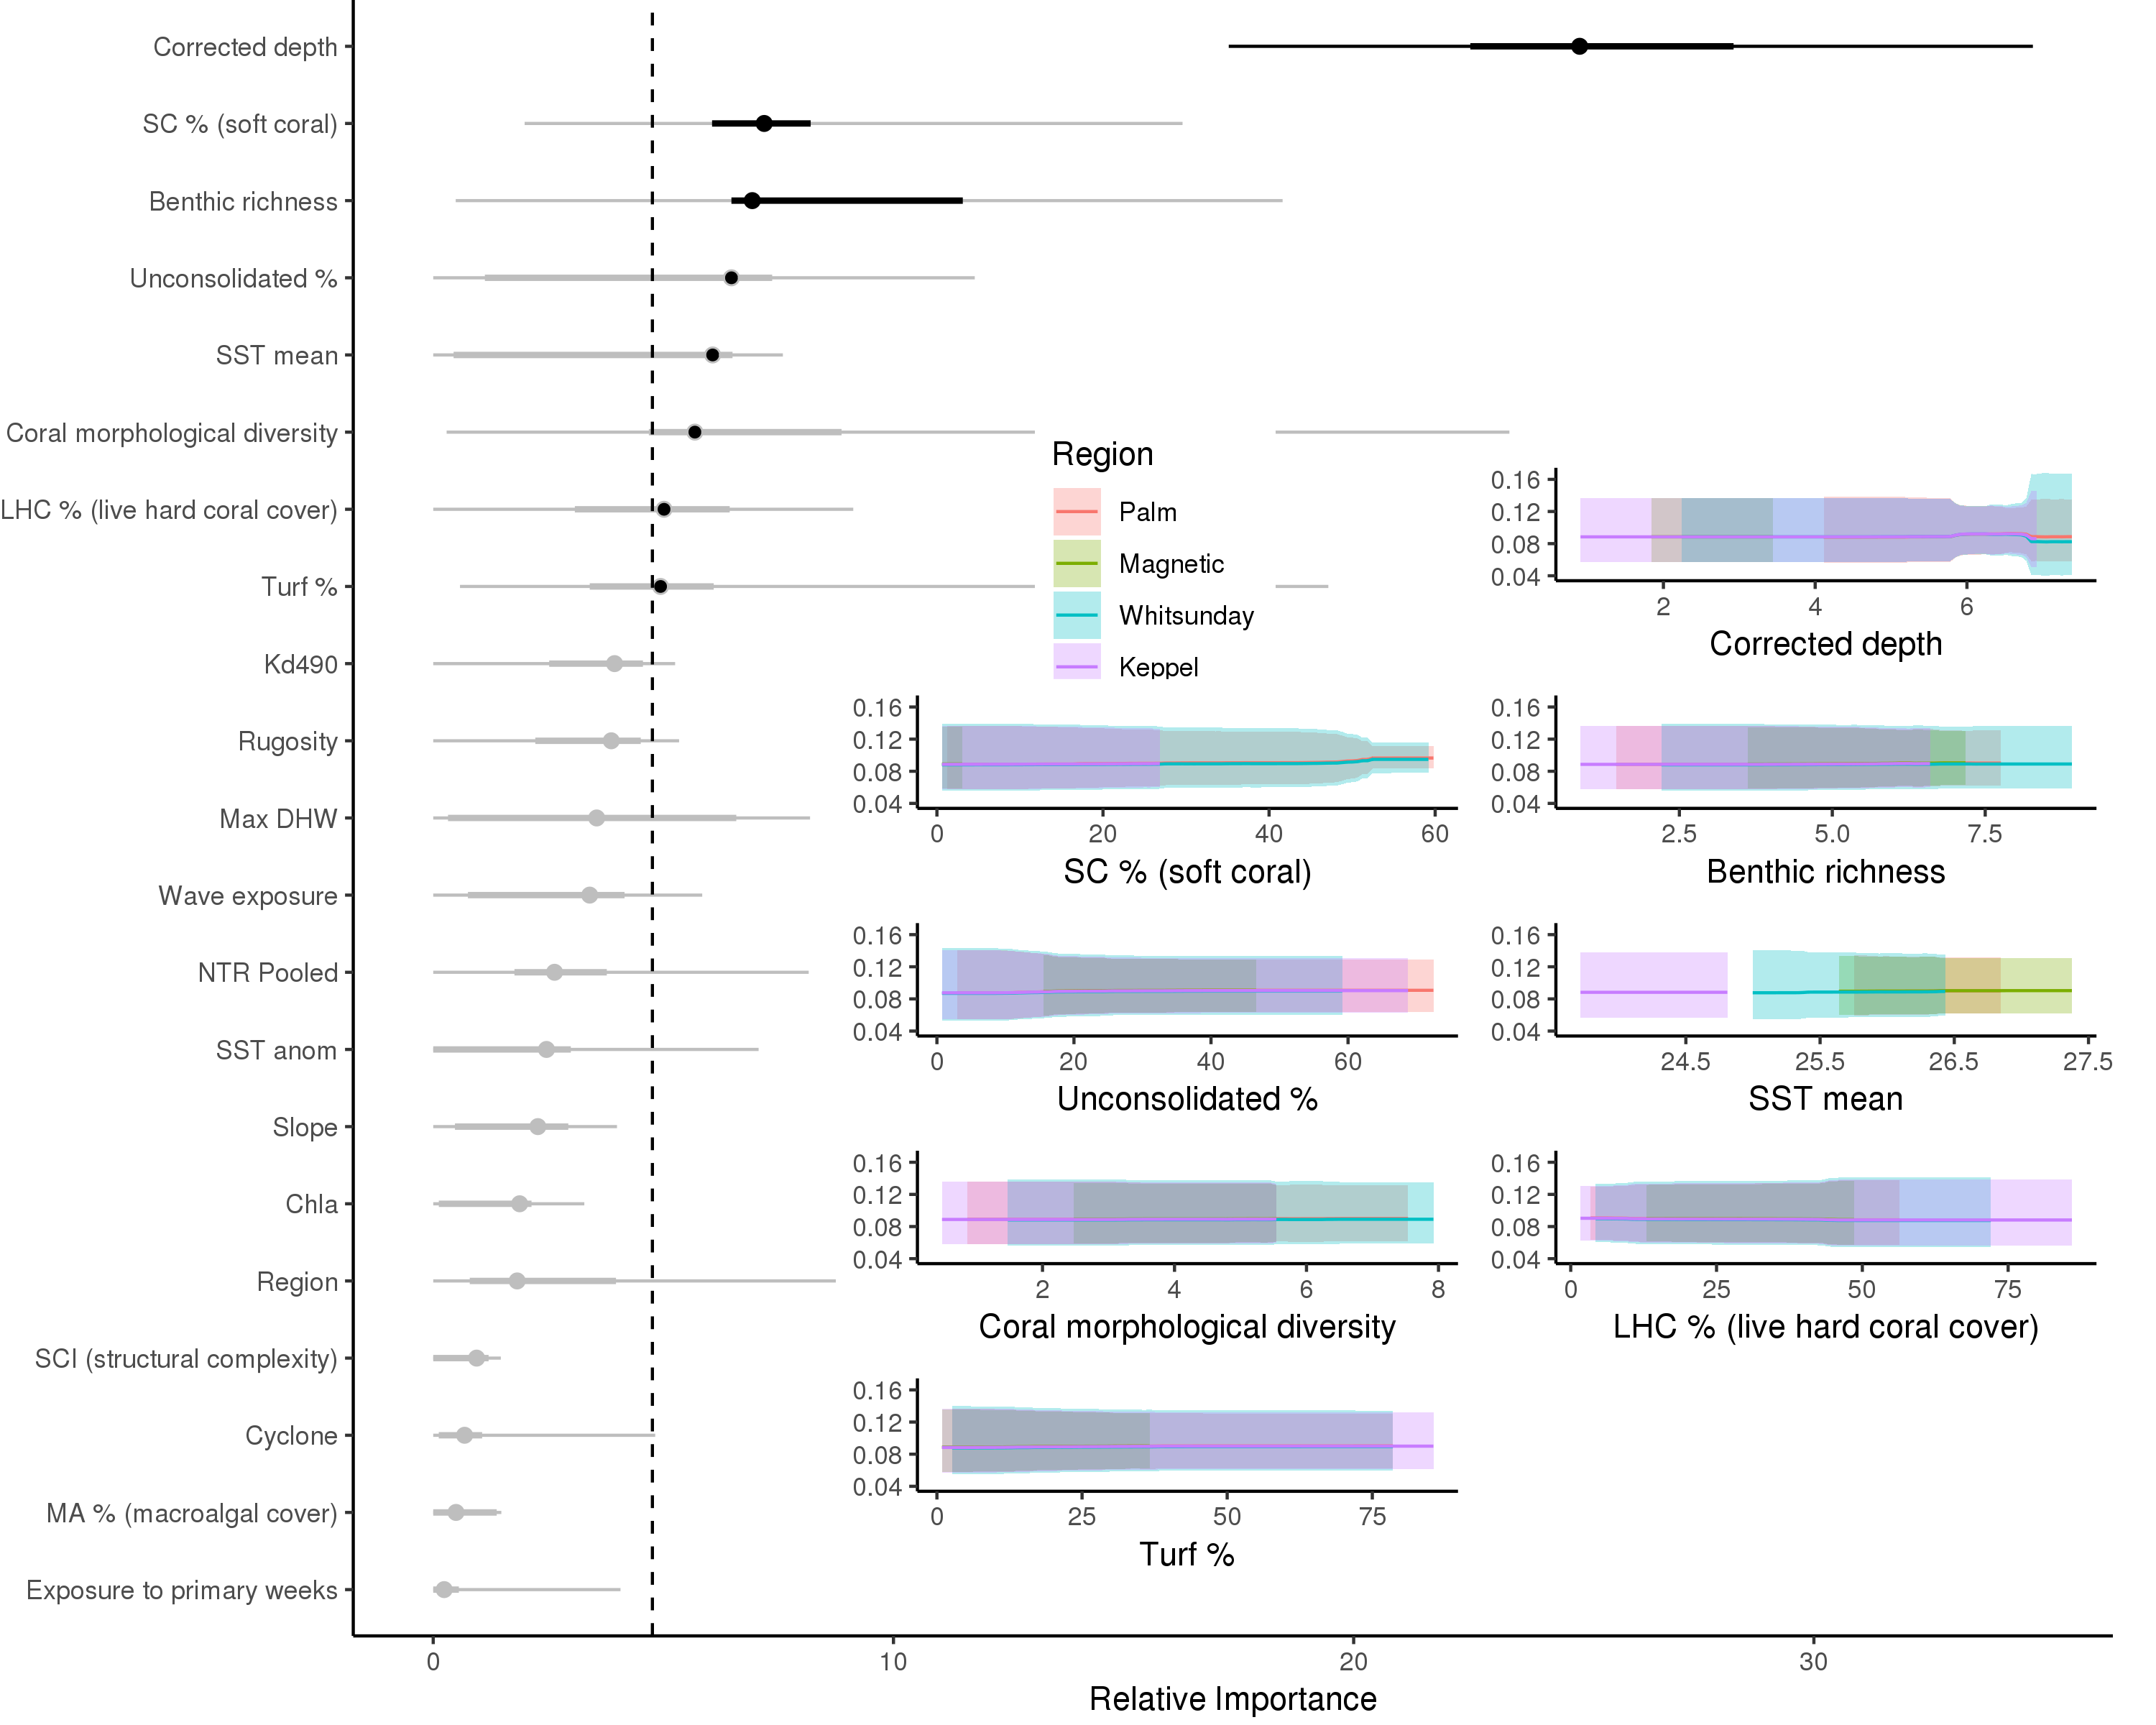 Corrected depth
SC % (soft coral)
Benthic richness
Unconsolidated %
SST mean
Coral morphological diversity
LHC % (live hard coral cover)
Turf %
Kd490
Rugosity
Max DHW
Wave exposure
NTR Pooled
SST anom
Slope
Chla
Region
SCI (structural complexity)
Cyclone
MA % (macroalgal cover)
Exposure to primary weeks
0 10 20 30
Relative Importance
Region
Palm
Magnetic
Whitsunday
Keppel
0.16
0.12
0.08
0.04
2 4 6
Corrected depth
0.16
0.12
0.08
0.04
0 20 40 60
SC % (soft coral)
0.16
0.12
0.08
0.04
2.5 5.0 7.5
Benthic richness
0.16
0.12
0.08
0.04
0 20 40 60
Unconsolidated %
0.16
0.12
0.08
0.04
24.5 25.5 26.5 27.5
SST mean
0.16
0.12
0.08
0.04
2 4 6 8
Coral morphological diversity
0.16
0.12
0.08
0.04
0 25 50 75
LHC % (live hard coral cover)
0.16
0.12
0.08
0.04
0 25 50 75
Turf %